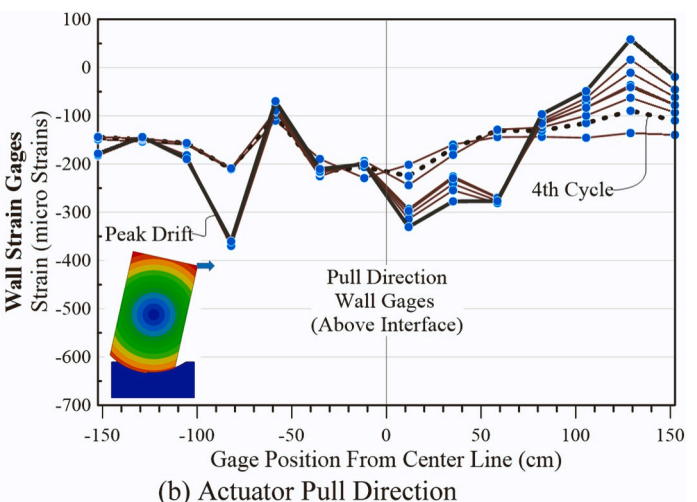 Wall Strain Gages
Strain (micro Strains)
100
0
-100
-200
-300
-400
-500
-600
-700
Peak Drift
4th Cycle
Pull Direction
Wall Gages
(Above Interface)
-150 -100 -50 0 50 100 150
Gage Position From Center Line (cm)
(b) Actuator Pull Direction